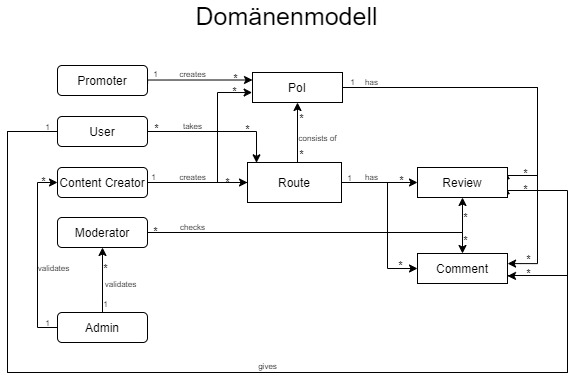 Domänenmodell
Promoter
1
creates
*
PoI
1
has
*
User
1
*
takes
*
*
consists of
*
Content Creator
*
1
creates
*
Route
1
has
*
Review
*
*
Moderator
*
checks
*
*
Comment
*
*
*
validates
*
validates
1
Admin
1
gives